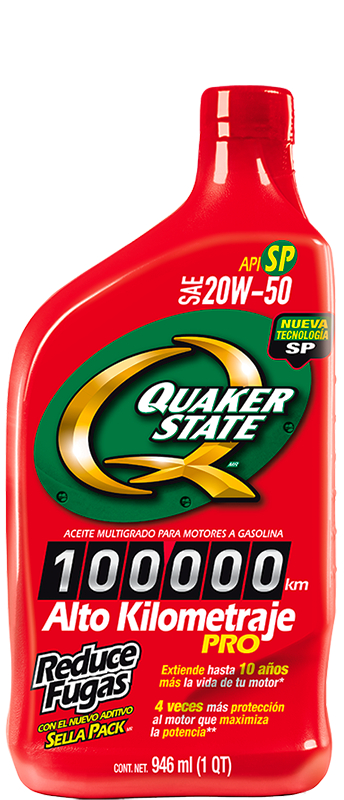 API SP
SAE 20W-50
NUEVA
TECNOLOGÍA
SP
QUAKER
STATE
MR
ACEITE MULTIGRADO PARA MOTORES A GASOLINA
100000 km
Alto Kilometraje
PRO
Reduce
Fugas
CON EL NUEVO ADITIVO
SELLA PACK
Extiende hasta 10 años
más la vida de tu motor*
4 veces más protección
al motor que maximiza
la potencia**
CONT. NET. 946 ml (1 QT)